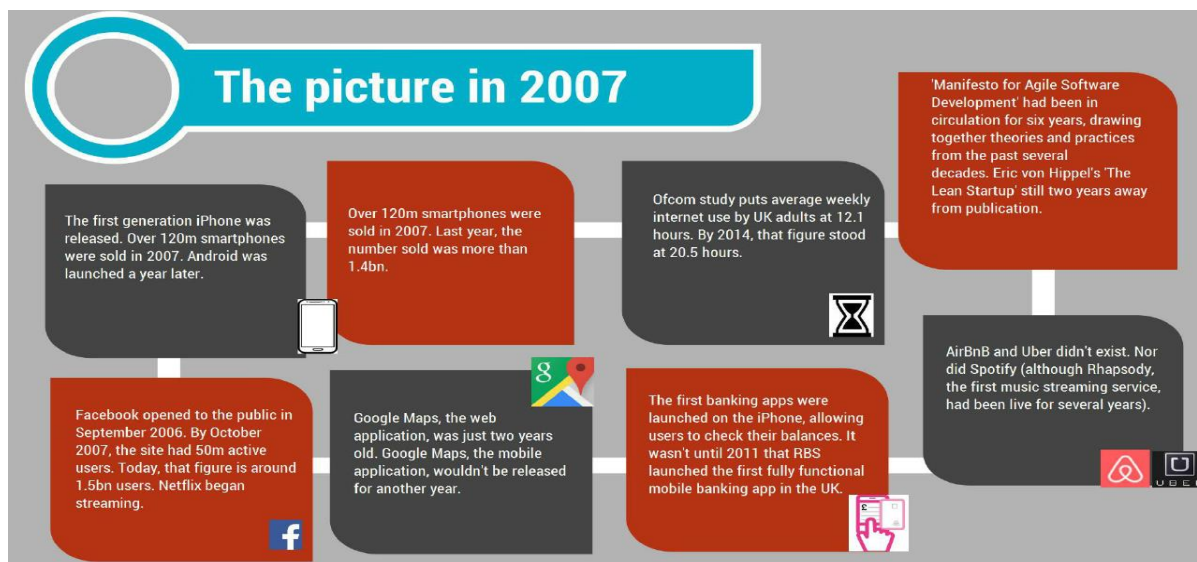 The picture in 2007
The first generation iPhone was
released. Over 120m smartphones
were sold in 2007. Android was
launched a year later.
Over 120m smartphones were
sold in 2007. Last year, the
number sold was more than
1.4bn.
Ofcom study puts average weekly
internet use by UK adults at 12.1
hours. By 2014, that figure stood
at 20.5 hours.
'Manifesto for Agile Software
Development' had been in
circulation for six years, drawing
together theories and practices
from the past several
decades. Eric von Hippel's 'The
Lean Startup' still two years away
from publication.
Facebook opened to the public in
September 2006. By October
2007, the site had 50m active
users. Today, that figure is around
1.5bn users. Netflix began
streaming.
f
Google Maps, the web
application, was just two years
old. Google Maps, the mobile
application, wouldn't be released
for another year.
g
The first banking apps were
launched on the iPhone, allowing
users to check their balances. It
wasn't until 2011 that RBS
launched the first fully functional
mobile banking app in the UK.
£
AirBnB and Uber didn't exist. Nor
did Spotify (although Rhapsody,
the first music streaming service,
had been live for several years).
U
UBER